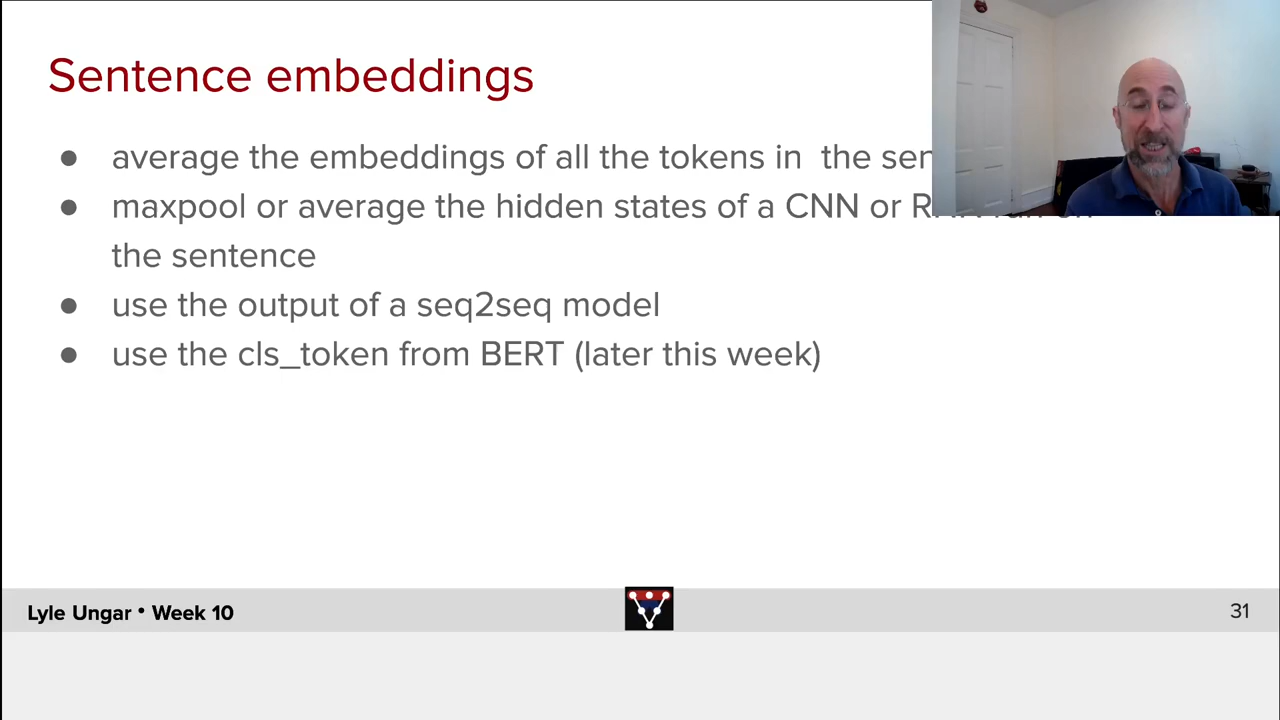 Sentence embeddings
● average the embeddings of all the tokens in the
● maxpool or average the hidden states of a CNN or
the sentence
● use the output of a seq2seq model
● use the cls_token from BERT (later this week)
Lyle Ungar • Week 10
31